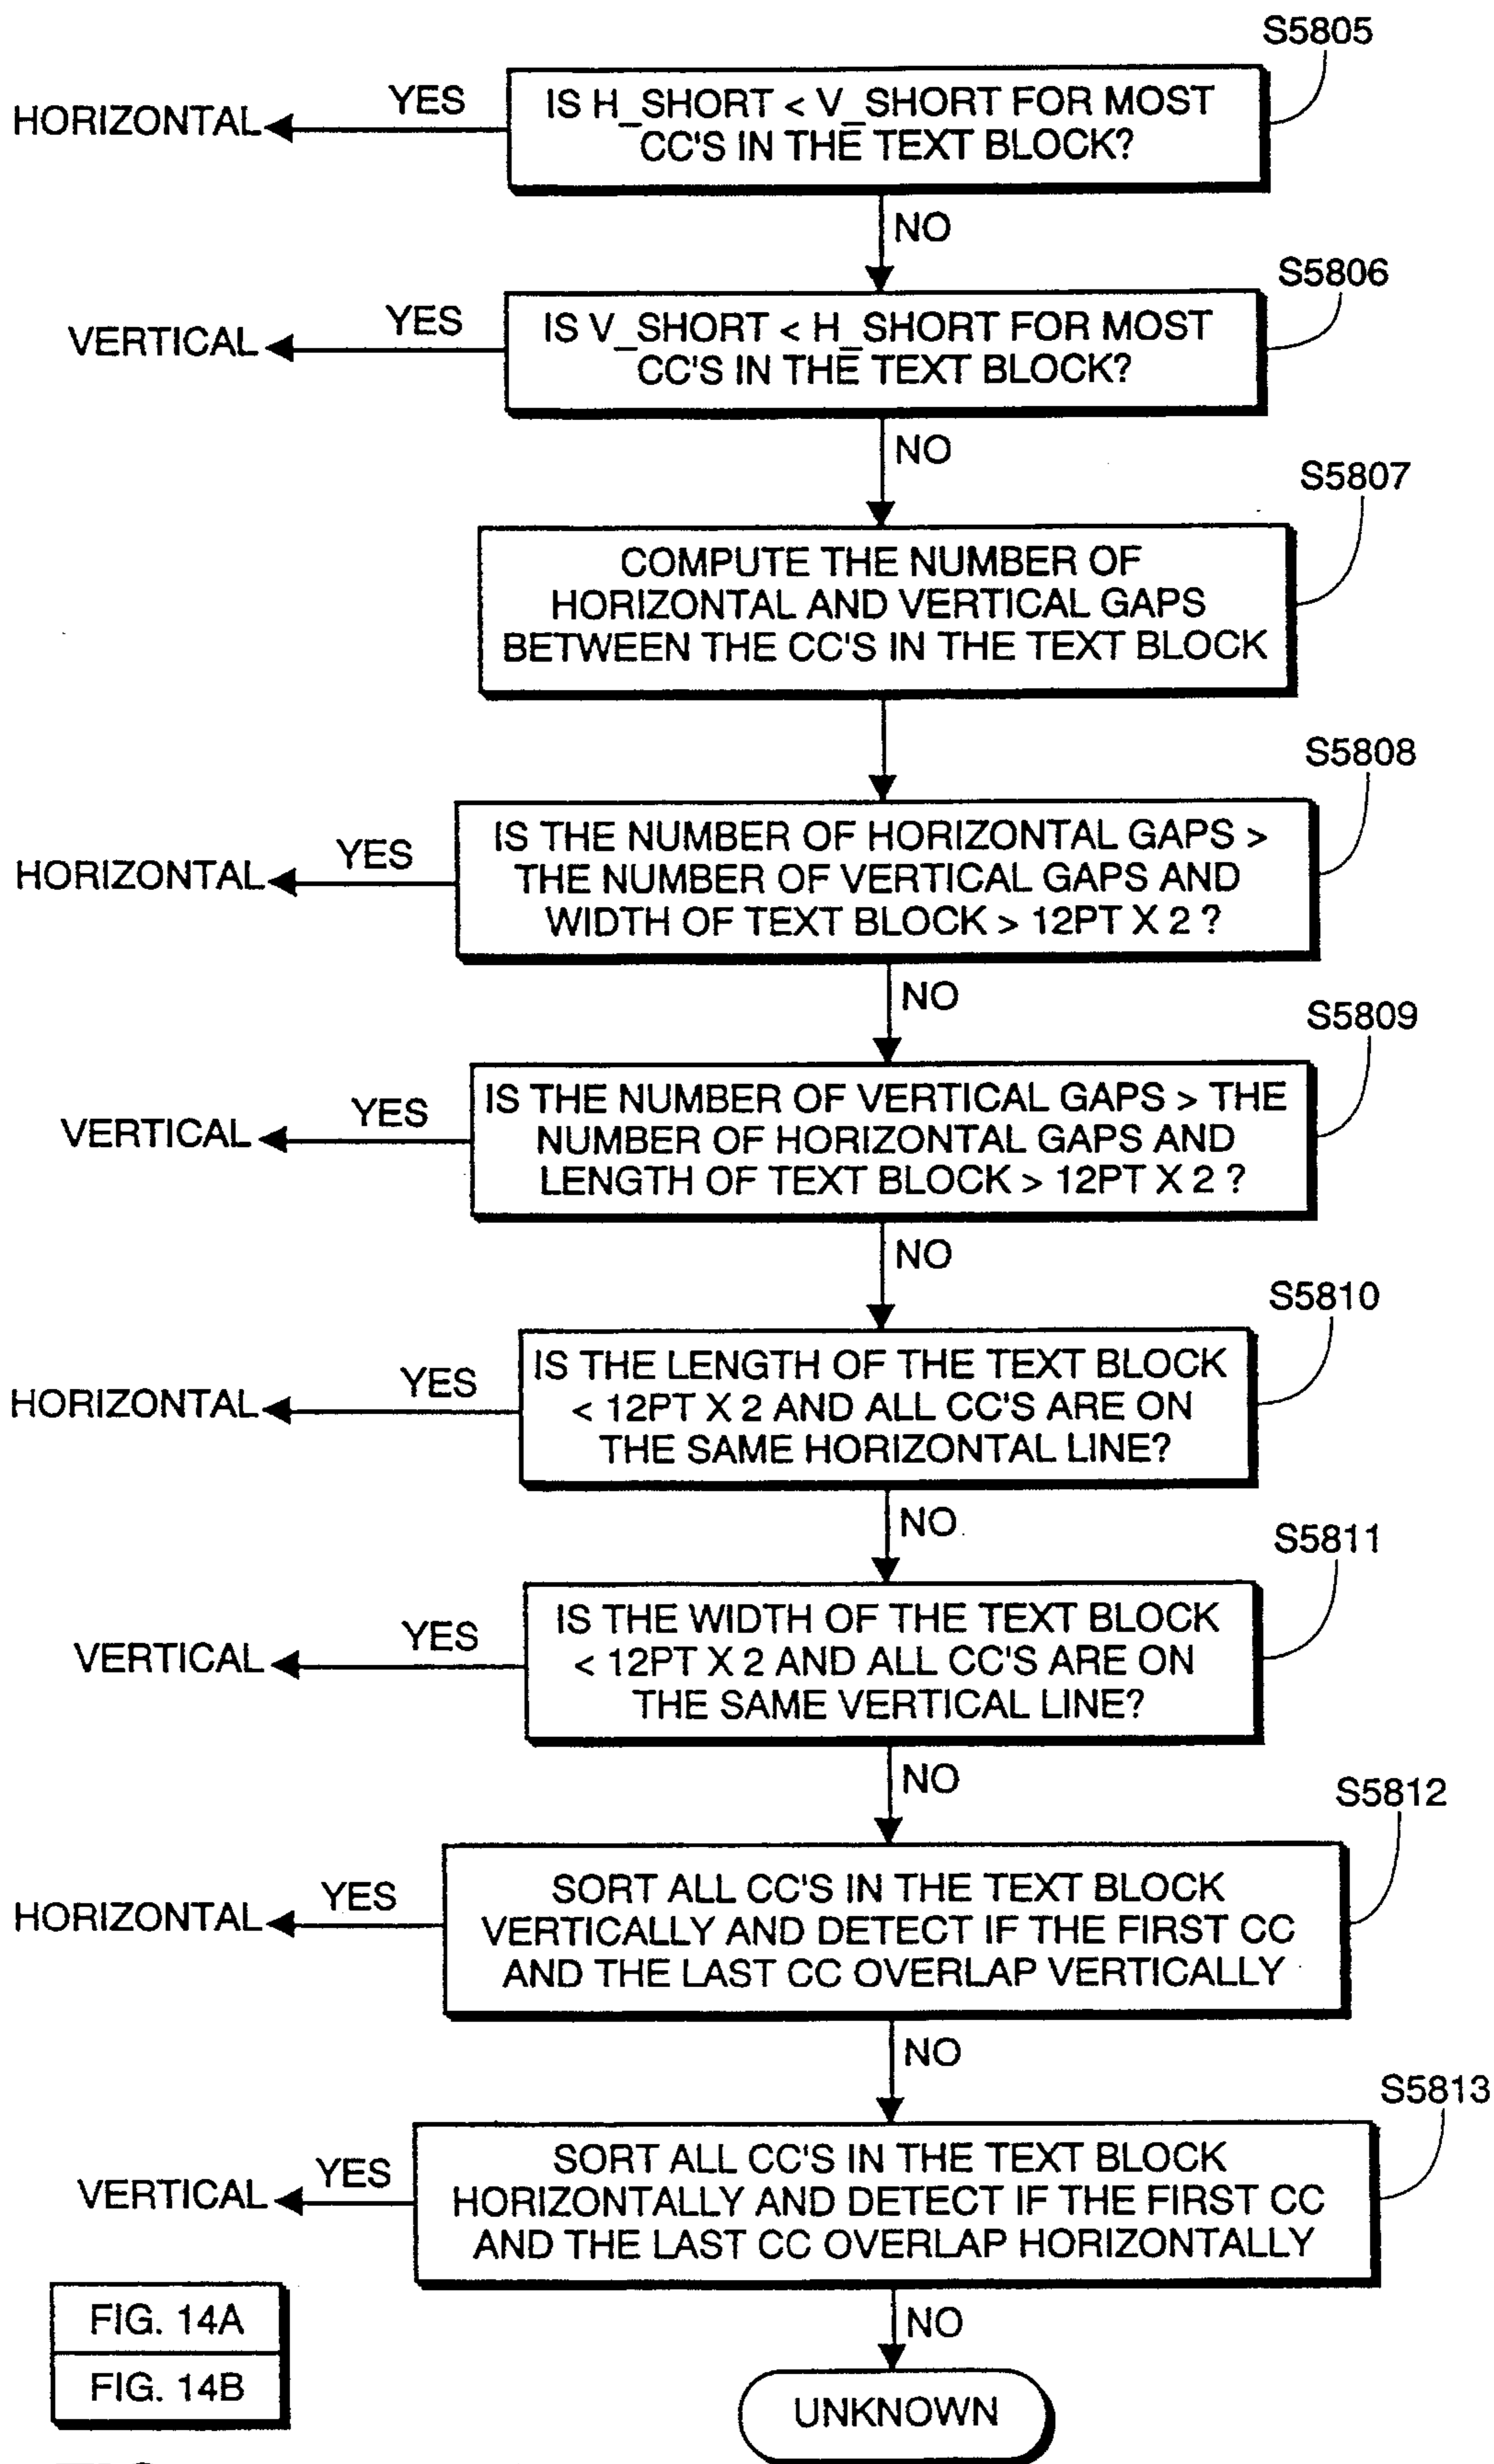 S5805
HORIZONTAL
YES
IS H_SHORT < V_SHORT FOR MOST
CC'S IN THE TEXT BLOCK?
NO
S5806
VERTICAL
YES
IS V_SHORT < H_SHORT FOR MOST
CC'S IN THE TEXT BLOCK?
NO
S5807
COMPUTE THE NUMBER OF
HORIZONTAL AND VERTICAL GAPS
BETWEEN THE CC'S IN THE TEXT BLOCK
S5808
HORIZONTAL
YES
IS THE NUMBER OF HORIZONTAL GAPS >
THE NUMBER OF VERTICAL GAPS AND
WIDTH OF TEXT BLOCK > 12PT X 2 ?
NO
S5809
VERTICAL
YES
IS THE NUMBER OF VERTICAL GAPS > THE
NUMBER OF HORIZONTAL GAPS AND
LENGTH OF TEXT BLOCK > 12PT X 2 ?
NO
S5810
HORIZONTAL
YES
IS THE LENGTH OF THE TEXT BLOCK
< 12PT X 2 AND ALL CC'S ARE ON
THE SAME HORIZONTAL LINE?
NO
S5811
VERTICAL
YES
IS THE WIDTH OF THE TEXT BLOCK
< 12PT X 2 AND ALL CC'S ARE ON
THE SAME VERTICAL LINE?
NO
S5812
HORIZONTAL
YES
SORT ALL CC'S IN THE TEXT BLOCK
VERTICALLY AND DETECT IF THE FIRST CC
AND THE LAST CC OVERLAP VERTICALLY
NO
S5813
VERTICAL
YES
SORT ALL CC'S IN THE TEXT BLOCK
HORIZONTALLY AND DETECT IF THE FIRST CC
AND THE LAST CC OVERLAP HORIZONTALLY
NO
FIG. 14A
FIG. 14B
UNKNOWN